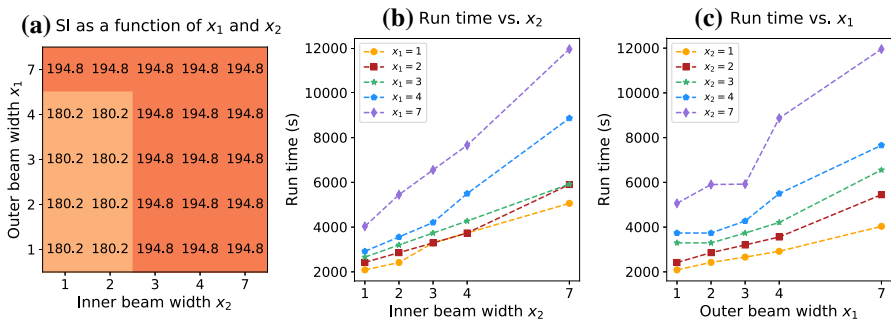 (a) SI as a function of x₁ and x₂
Outer beam width x₁
7 194.8 194.8 194.8 194.8 194.8
4 180.2 180.2 194.8 194.8 194.8
3 180.2 180.2 194.8 194.8 194.8
2 180.2 180.2 194.8 194.8 194.8
1 180.2 180.2 194.8 194.8 194.8
1 2 3 4 7
Inner beam width x₂
(b) Run time vs. x₂
Run time (s)
12000
10000
8000
6000
4000
2000
x₁ = 1
x₁ = 2
x₁ = 3
x₁ = 4
x₁ = 7
1 2 3 4 7
Inner beam width x₂
(c) Run time vs. x₁
Run time (s)
12000
10000
8000
6000
4000
2000
x₂ = 1
x₂ = 2
x₂ = 3
x₂ = 4
x₂ = 7
1 2 3 4 7
Outer beam width x₁